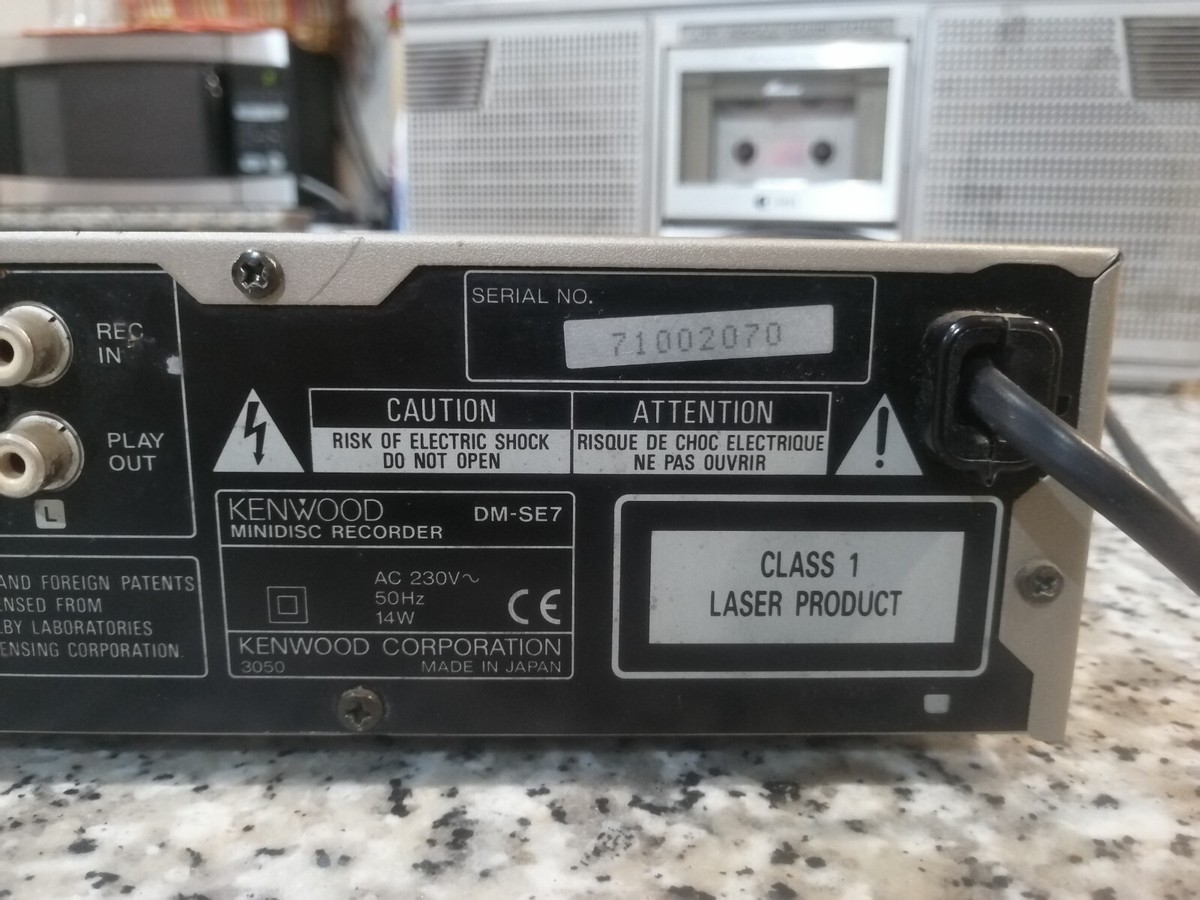 REC
IN
SERIAL NO.
71002070
PLAY
OUT
L
CAUTION
RISK OF ELECTRIC SHOCK
DO NOT OPEN
ATTENTION
RISQUE DE CHOC ELECTRIQUE
NE PAS OUVRIR
KENWOOD DM-SE7
MINIDISC RECORDER
AC 230V~
50Hz
14W
CE
KENWOOD CORPORATION
3050 MADE IN JAPAN
CLASS 1
LASER PRODUCT
AND FOREIGN PATENTS
ENSED FROM
LBY LABORATORIES
ENSING CORPORATION.